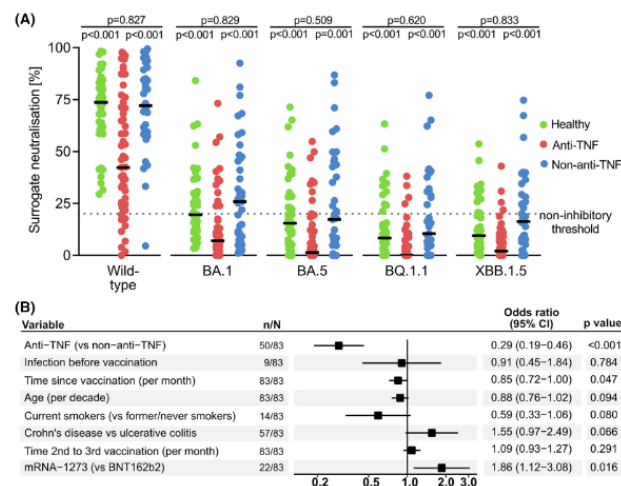 (A)
p=0.827 p=0.829 p=0.509 p=0.620 p=0.833
p<0.001 p<0.001 p<0.001 p<0.001 p<0.001 p=0.001 p<0.001 p<0.001 p<0.001 p<0.001
Surrogate neutralisation [%]
100
75
50
25
0
Healthy
Anti-TNF
Non-anti-TNF
non-inhibitory
threshold
Wild-
type
BA.1
BA.5
BQ.1.1
XBB.1.5
(B)
Variable n/N Odds ratio (95% CI) p value
Anti-TNF (vs non-anti-TNF) 50/83 0.29 (0.19−0.46) <0.001
Infection before vaccination 9/83 0.91 (0.45−1.84) 0.784
Time since vaccination (per month) 83/83 0.85 (0.72−1.00) 0.047
Age (per decade) 83/83 0.88 (0.76−1.02) 0.094
Current smokers (vs former/never smokers) 14/83 0.59 (0.33−1.06) 0.080
Crohn's disease vs ulcerative colitis 57/83 1.55 (0.97−2.49) 0.066
Time 2nd to 3rd vaccination (per month) 83/83 1.09 (0.93−1.27) 0.291
mRNA−1273 (vs BNT162b2) 22/83 1.86 (1.12−3.08) 0.016
0.2 0.5 1.0 2.0 3.0